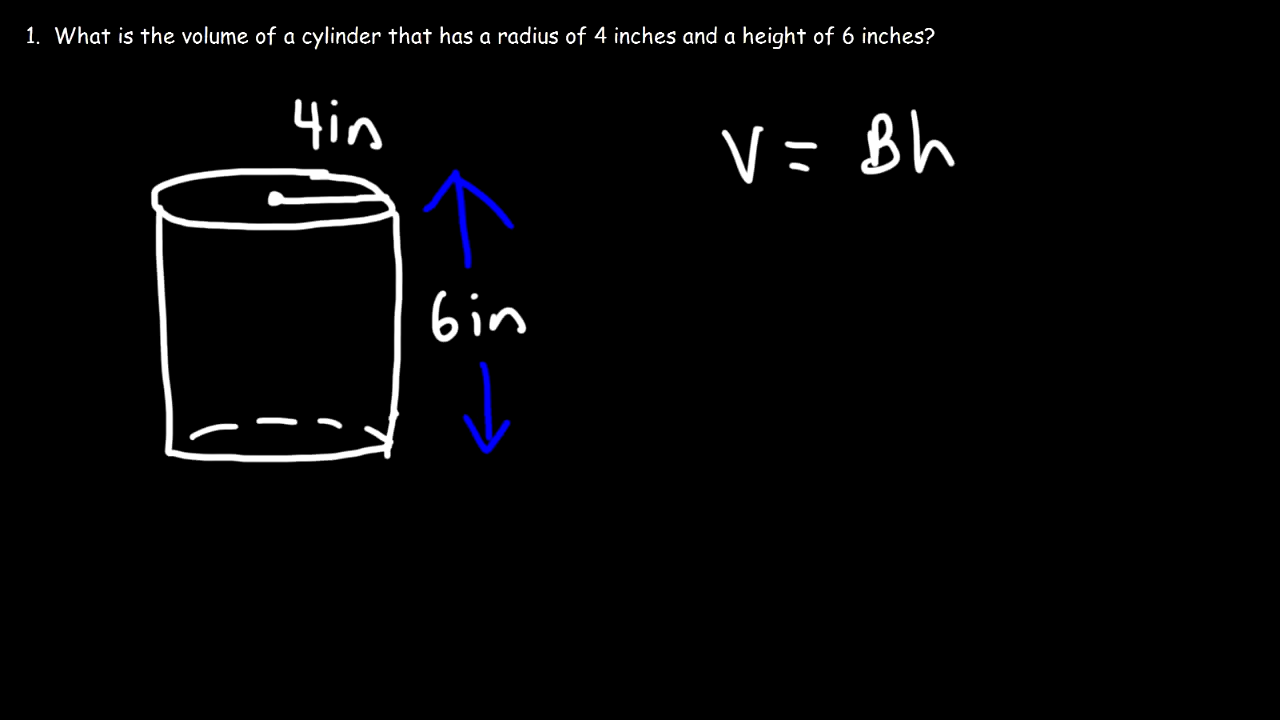 1. What is the volume of a cylinder that has a radius of 4 inches and a height of 6 inches?
4in
V = Bh
6in